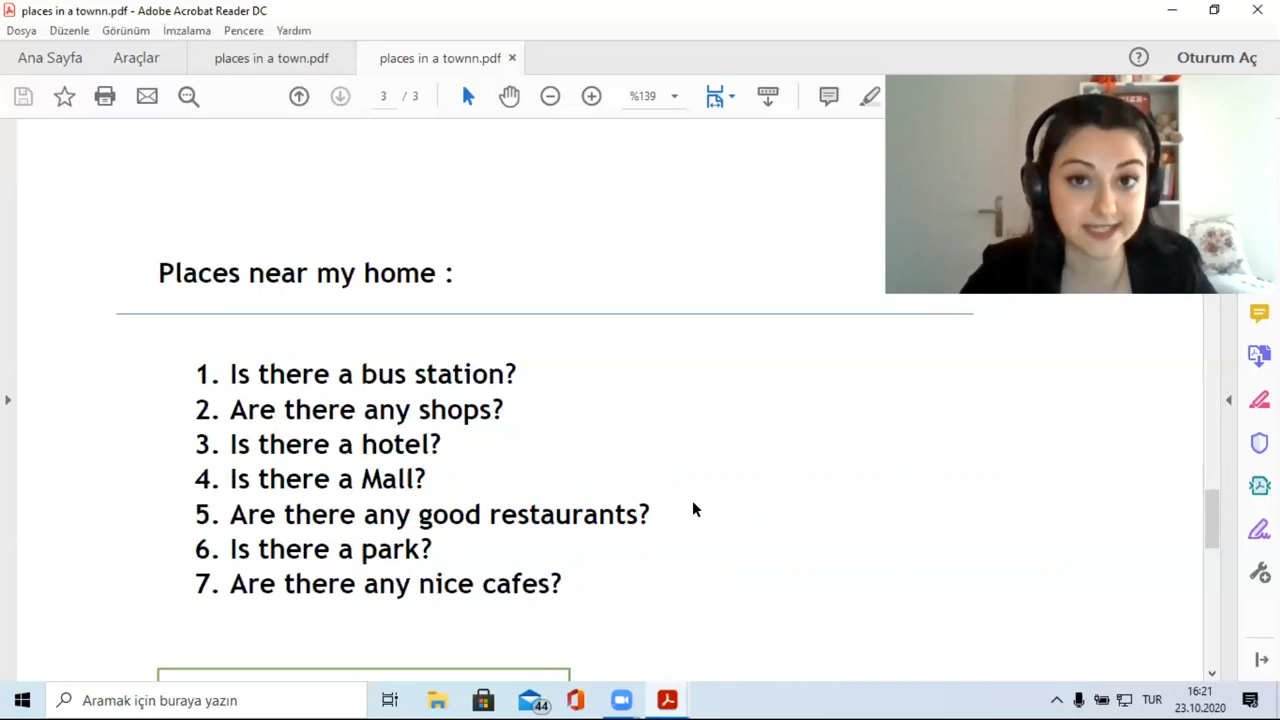 places in a townn.pdf - Adobe Acrobat Reader DC
Dosya Düzenle Görünüm İmzalama Pencere Yardım
Ana Sayfa Araçlar places in a town.pdf places in a townn.pdf × Oturum Aç
3 / 3 %139
Places near my home :
1. Is there a bus station?
2. Are there any shops?
3. Is there a hotel?
4. Is there a Mall?
5. Are there any good restaurants?
6. Is there a park?
7. Are there any nice cafes?
Aramak için buraya yazın 44 TUR 16:21
23.10.2020